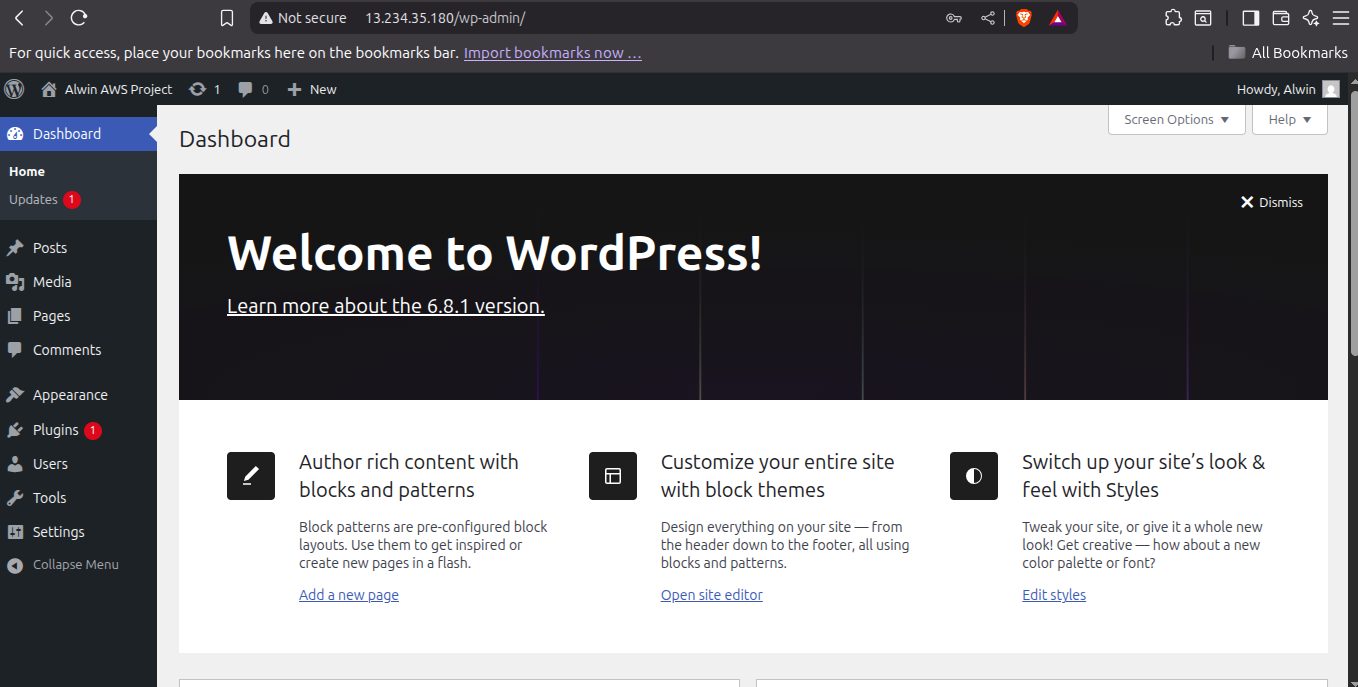 Not secure 13.234.35.180/wp-admin/
For quick access, place your bookmarks here on the bookmarks bar. Import bookmarks now …
All Bookmarks
Alwin AWS Project 1 0 New
Howdy, Alwin
Dashboard
Home
Updates 1
Posts
Media
Pages
Comments
Appearance
Plugins 1
Users
Tools
Settings
Collapse Menu
Screen Options
Help
Dashboard
Dismiss
Welcome to WordPress!
Learn more about the 6.8.1 version.
Author rich content with
blocks and patterns
Block patterns are pre-configured block
layouts. Use them to get inspired or
create new pages in a flash.
Add a new page
Customize your entire site
with block themes
Design everything on your site — from
the header down to the footer, all using
blocks and patterns.
Open site editor
Switch up your site’s look &
feel with Styles
Tweak your site, or give it a whole new
look! Get creative — how about a new
color palette or font?
Edit styles